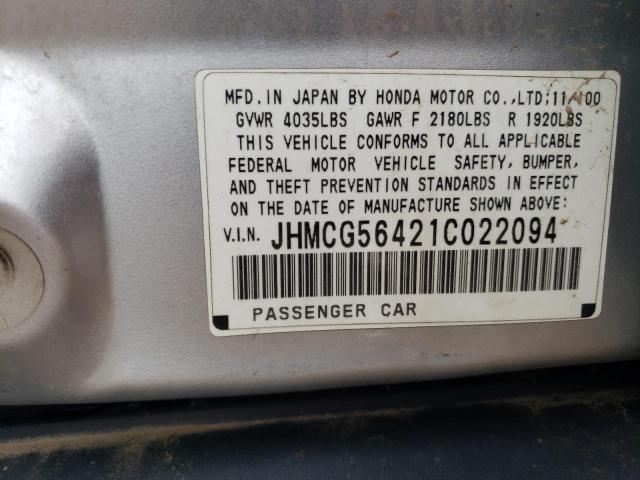 MFD. IN JAPAN BY HONDA MOTOR CO.,LTD; 11/00
GVWR 4035LBS GAWR F 2180LBS R 1920LBS
THIS VEHICLE CONFORMS TO ALL APPLICABLE
FEDERAL MOTOR VEHICLE SAFETY, BUMPER,
AND THEFT PREVENTION STANDARDS IN EFFECT
ON THE DATE OF MANUFACTURE SHOWN ABOVE:
V.I.N. JHMCG56421C022094
PASSENGER CAR